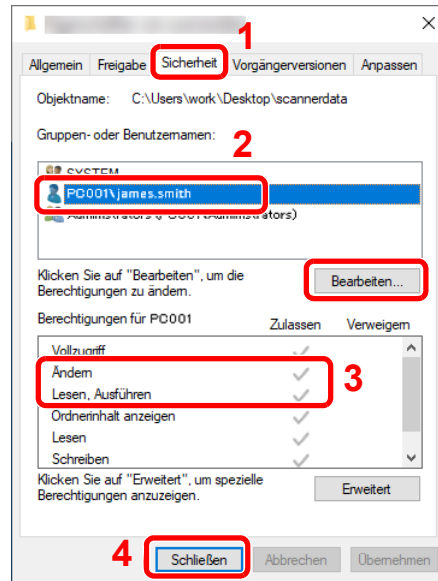 1
Allgemein Freigabe Sicherheit Vorgängerversionen Anpassen
Objektname: C:\Users\work\Desktop\scannerdata
Gruppen- oder Benutzernamen:
2
SYSTEM
PC001\james.smith
Administrators (PC001\Administrators)
Klicken Sie auf "Bearbeiten", um die
Berechtigungen zu ändern.
Bearbeiten...
Berechtigungen für PC001 Zulassen Verweigern
Vollzugriff
Ändern
Lesen, Ausführen
3
Ordnerinhalt anzeigen
Lesen
Schreiben
Klicken Sie auf "Erweitert", um spezielle
Berechtigungen anzuzeigen.
Erweitert
4
Schließen Abbrechen Übernehmen